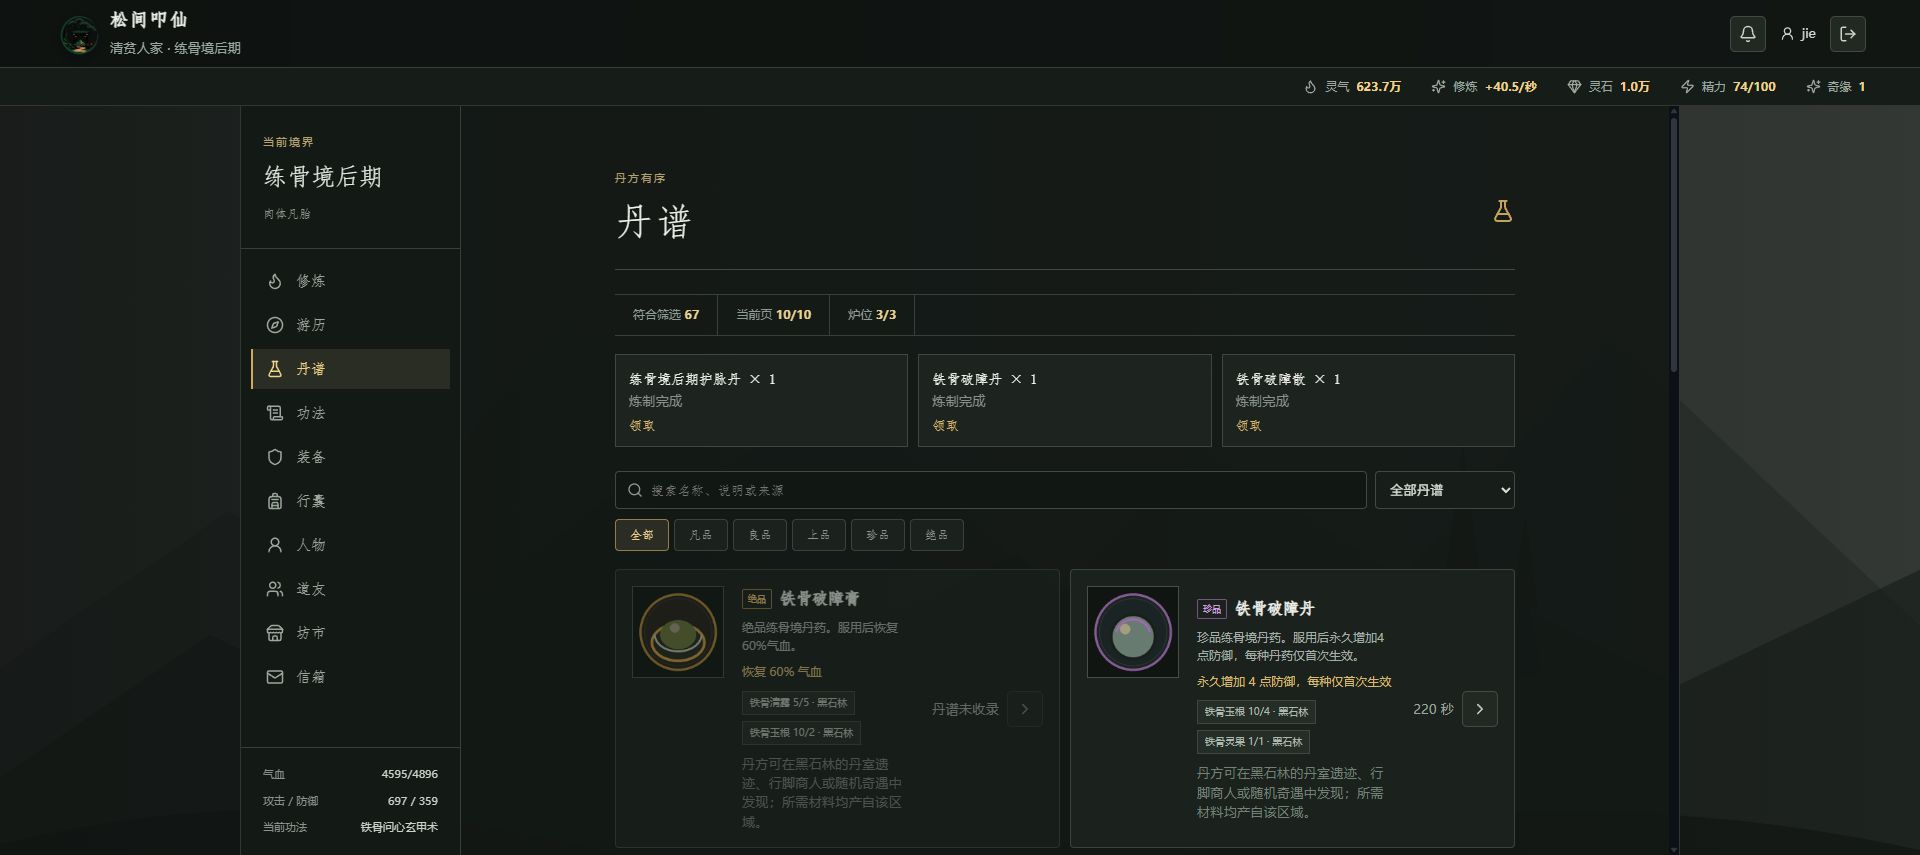 松间叩仙
清贫人家 · 练骨境后期
jie
灵气 623.7万
修炼 +40.5/秒
灵石 1.0万
精力 74/100
奇缘 1
当前境界
练骨境后期
肉体凡胎
修炼
游历
丹谱
功法
装备
行囊
人物
道友
坊市
信箱
气血 4595/4896
攻击 / 防御 697 / 359
当前功法 铁骨问心玄甲术
丹方有序
丹谱
符合筛选 67
当前页 10/10
炉位 3/3
练骨境后期护脉丹 × 1
炼制完成
领取
铁骨破障丹 × 1
炼制完成
领取
铁骨破障散 × 1
炼制完成
领取
搜索名称、说明或来源
全部丹谱
全部
凡品
良品
上品
珍品
绝品
绝品 铁骨破障膏
绝品练骨境丹药。服用后恢复
60%气血。
恢复 60% 气血
铁骨清露 5/5 · 黑石林
铁骨玉根 10/2 · 黑石林
丹方可在黑石林的丹室遗
迹、行脚商人或随机奇遇中
发现；所需材料均产自该区
域。
丹谱未收录
珍品 铁骨破障丹
珍品练骨境丹药。服用后永久增加4
点防御，每种丹药仅首次生效。
永久增加 4 点防御，每种仅首次生效
铁骨玉根 10/4 · 黑石林
铁骨灵果 1/1 · 黑石林
丹方可在黑石林的丹室遗迹、行
脚商人或随机奇遇中发现；所需
材料均产自该区域。
220 秒